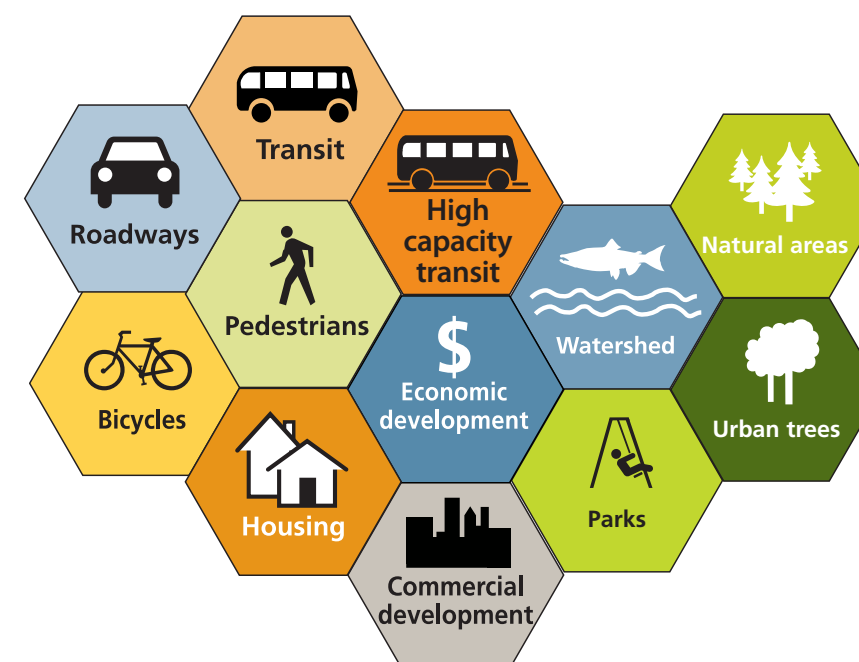 Transit
Roadways
High
capacity
transit
Natural areas
Pedestrians
Watershed
$
Economic
development
Bicycles
Urban trees
Housing
Parks
Commercial
development